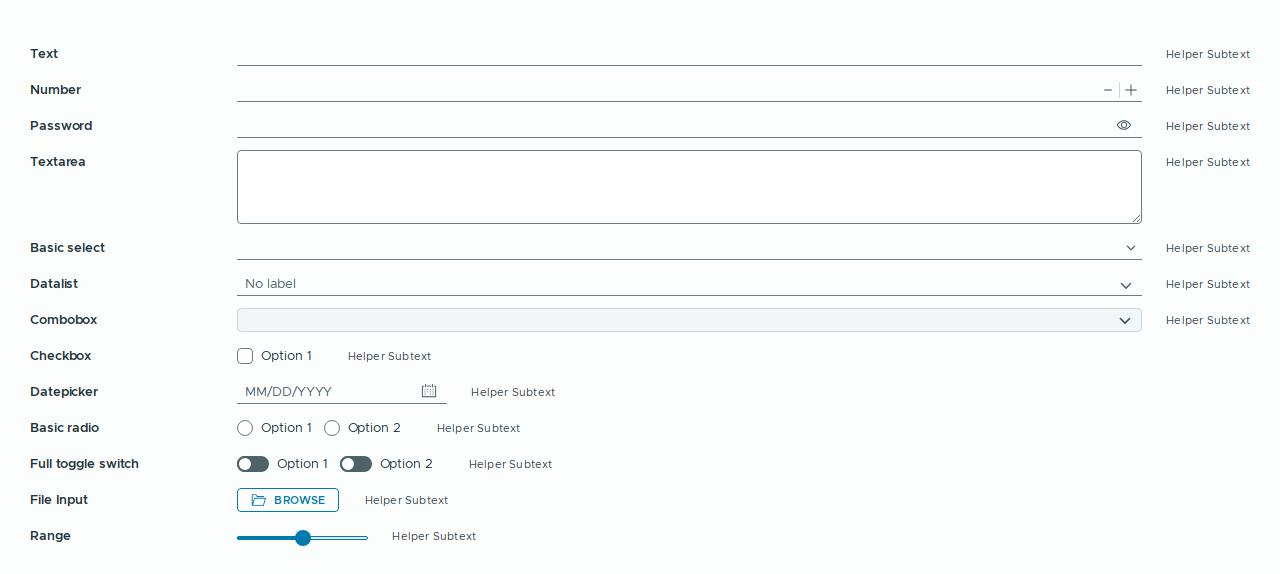 Text Helper Subtext
Number Helper Subtext
Password Helper Subtext
Textarea Helper Subtext
Basic select Helper Subtext
Datalist No label Helper Subtext
Combobox Helper Subtext
Checkbox Option 1 Helper Subtext
Datepicker MM/DD/YYYY Helper Subtext
Basic radio Option 1 Option 2 Helper Subtext
Full toggle switch Option 1 Option 2 Helper Subtext
File Input BROWSE Helper Subtext
Range Helper Subtext